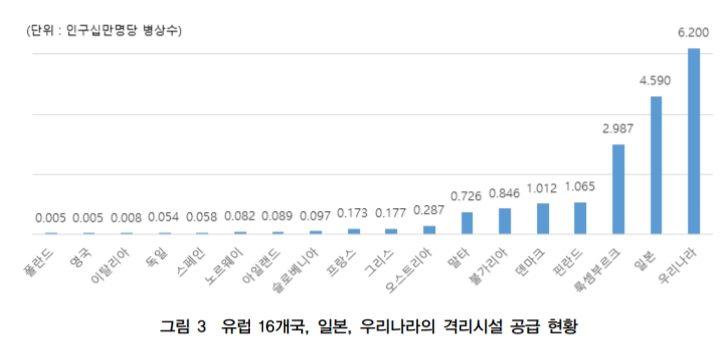 (단위 : 인구십만명당 병상수)
6.200
4.590
2.987
0.005 0.005 0.008 0.054 0.058 0.082 0.089 0.097 0.173 0.177 0.287 0.726 0.846 1.012 1.065
폴란드 영국 이탈리아 독일 스페인 노르웨이 아일랜드 슬로베니아 프랑스 그리스 오스트리아 말타 불가리아 덴마크 핀란드 룩셈부르크 일본 우리나라
그림 3 유럽 16개국, 일본, 우리나라의 격리시설 공급 현황